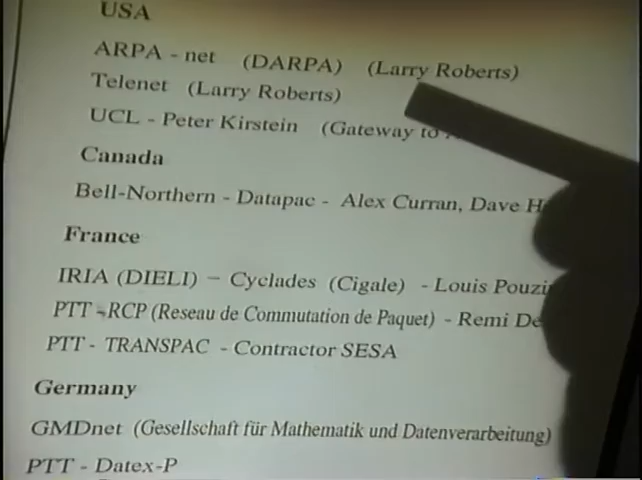 USA
ARPA - net (DARPA) (Larry Roberts)
Telenet (Larry Roberts)
UCL - Peter Kirstein (Gateway to
Canada
Bell-Northern - Datapac - Alex Curran, Dave
France
IRIA (DIELI) - Cyclades (Cigale) - Louis
PTT - RCP (Reseau de Commutation de Paquet) - Remi
PTT - TRANSPAC - Contractor SESA
Germany
GMDnet (Gesellschaft für Mathematik und Datenverarbeitung)
PTT - Datex-P